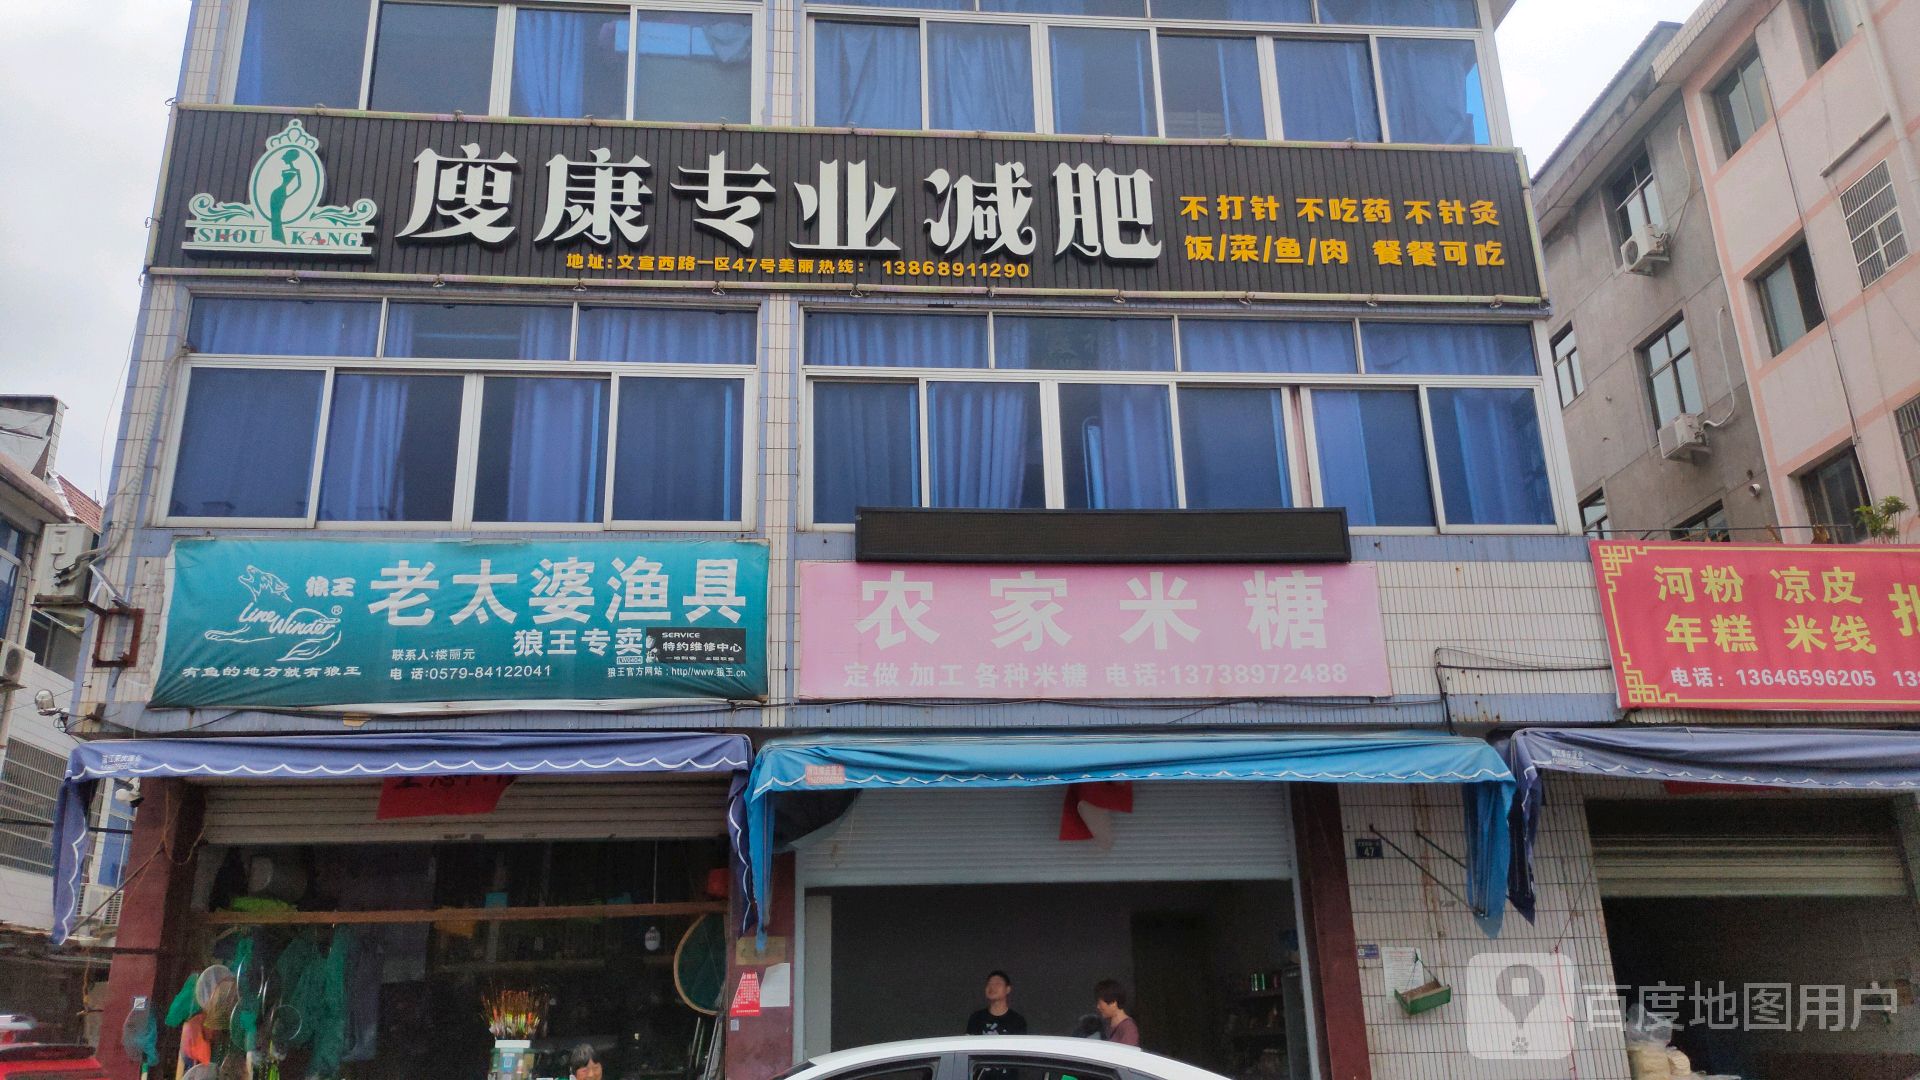 SHOU KANG
廋康专业减肥
不打针 不吃药 不针灸
饭/菜/鱼/肉 餐餐可吃
地址:文宣西路一区47号美丽热线: 13868911290
狼王 老太婆渔具
Line Winder®
狼王专卖
SERVICE
特约维修中心
联系人:楼丽元
有鱼的地方就有狼王
电 话:0579-84122041
狼王官方网站:http//www.狼王.cn
农家米糖
定做 加工 各种米糖 电话:13738972488
河粉 凉皮
年糕 米线
电话: 13646596205
47
百度地图用户